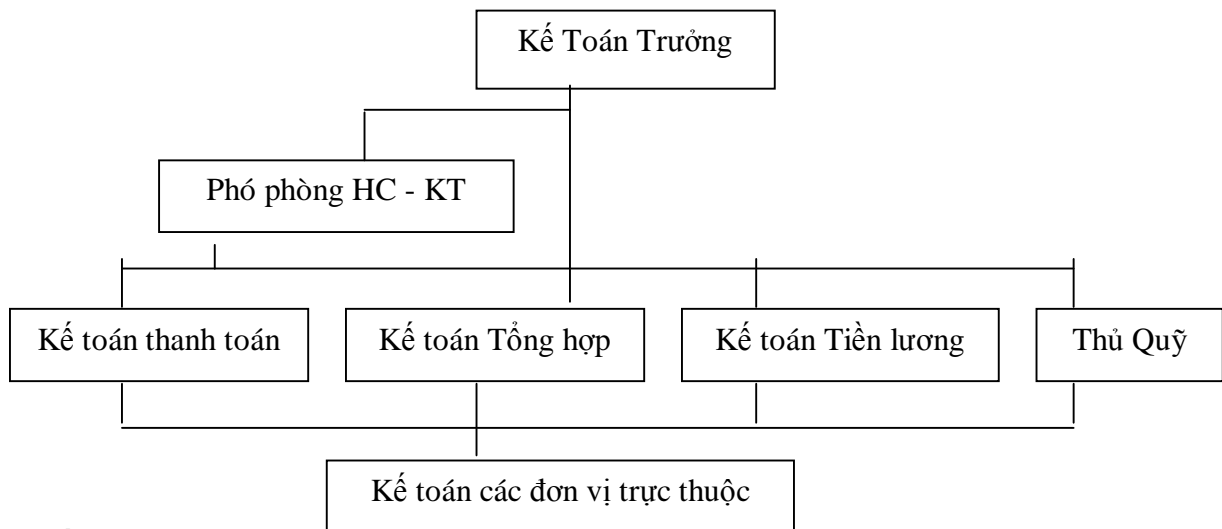 Kế Toán Trưởng
Phó phòng HC - KT
Kế toán thanh toán
Kế toán Tổng hợp
Kế toán Tiền lương
Thủ Quỹ
Kế toán các đơn vị trực thuộc